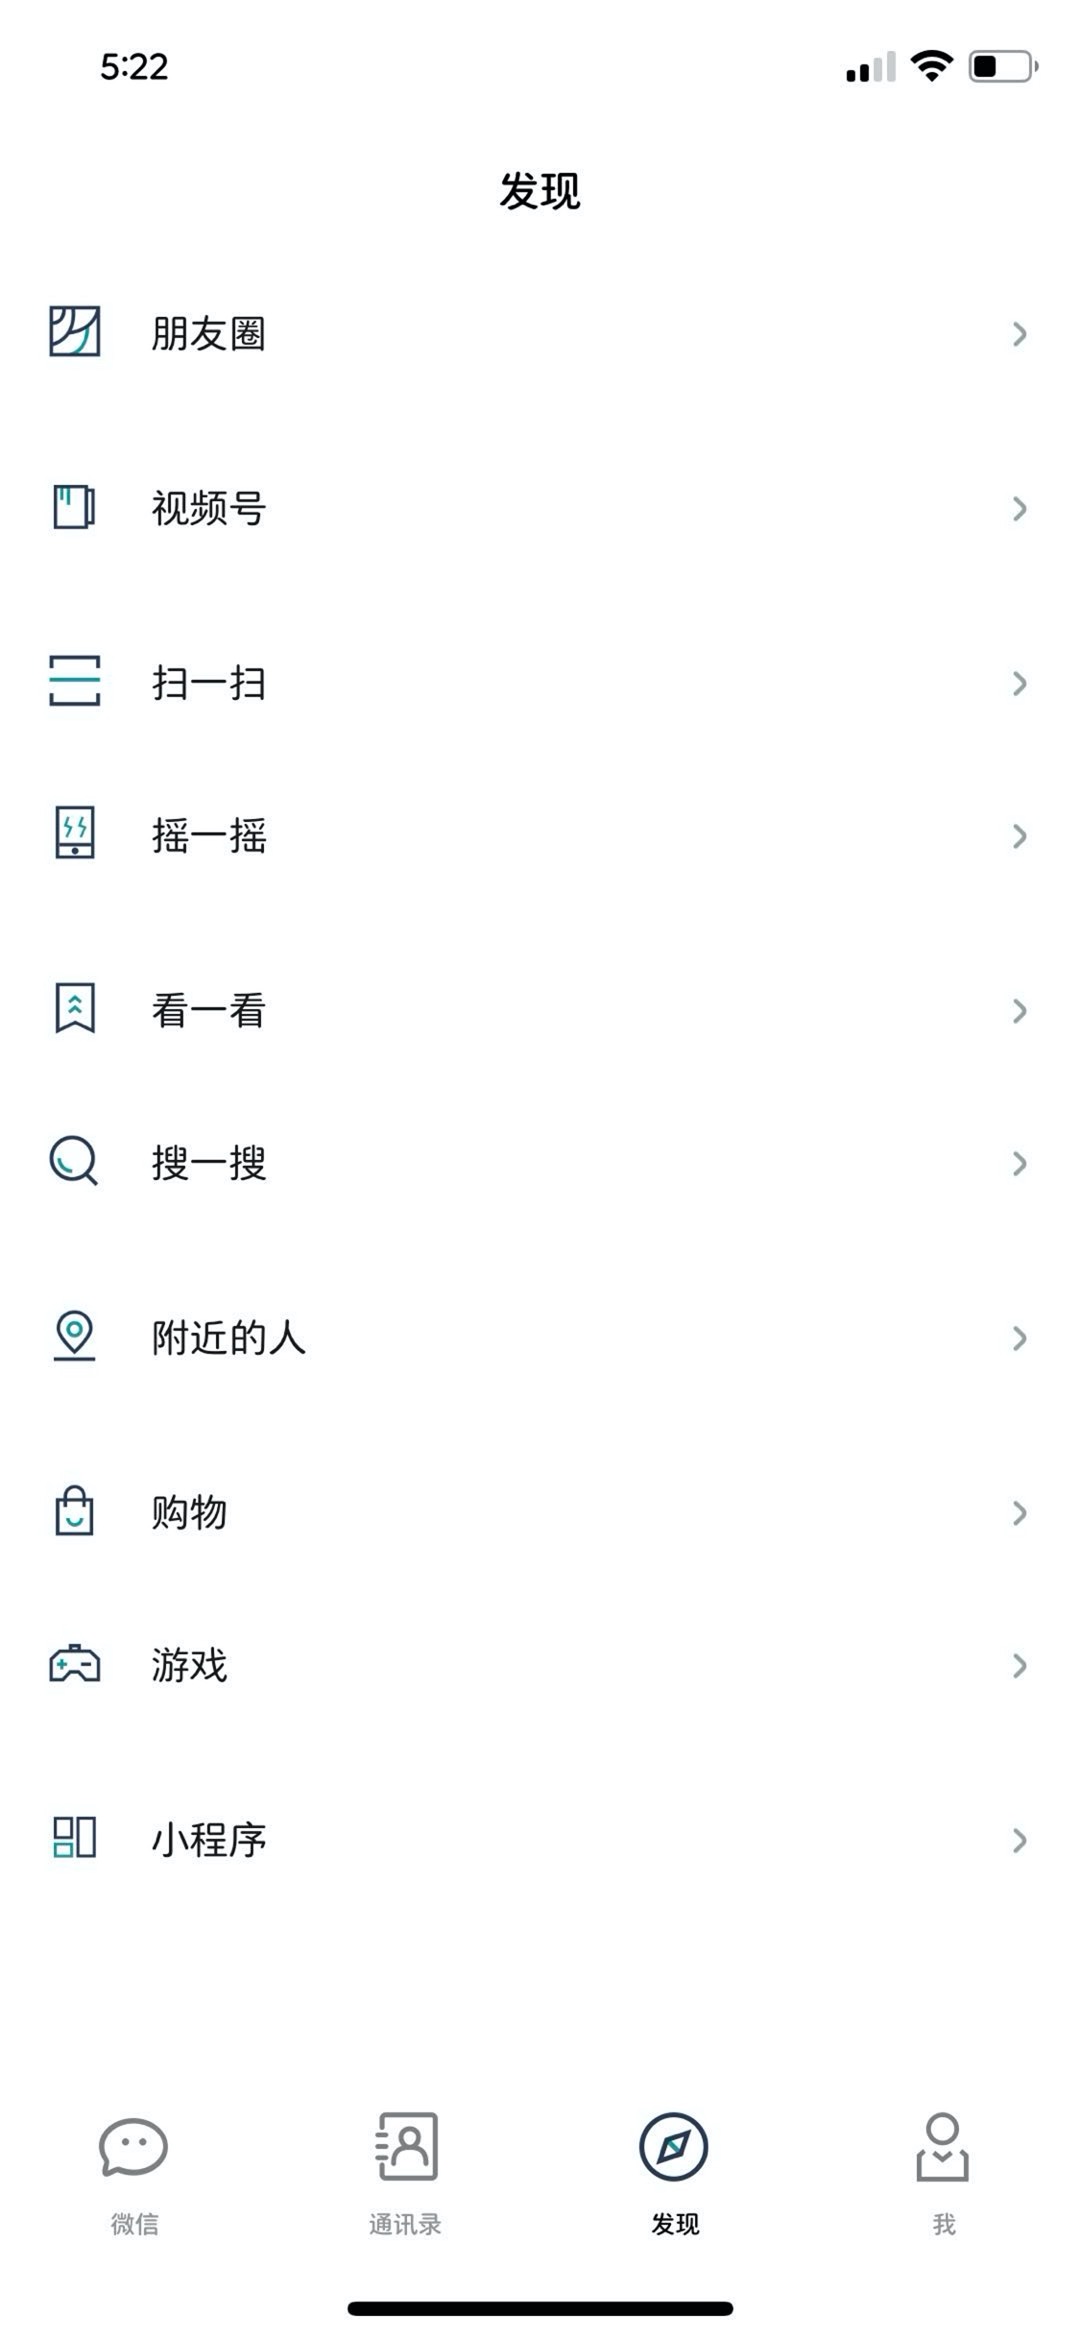 5:22
发现
朋友圈
视频号
扫一扫
摇一摇
看一看
搜一搜
附近的人
购物
游戏
小程序
微信
通讯录
发现
我